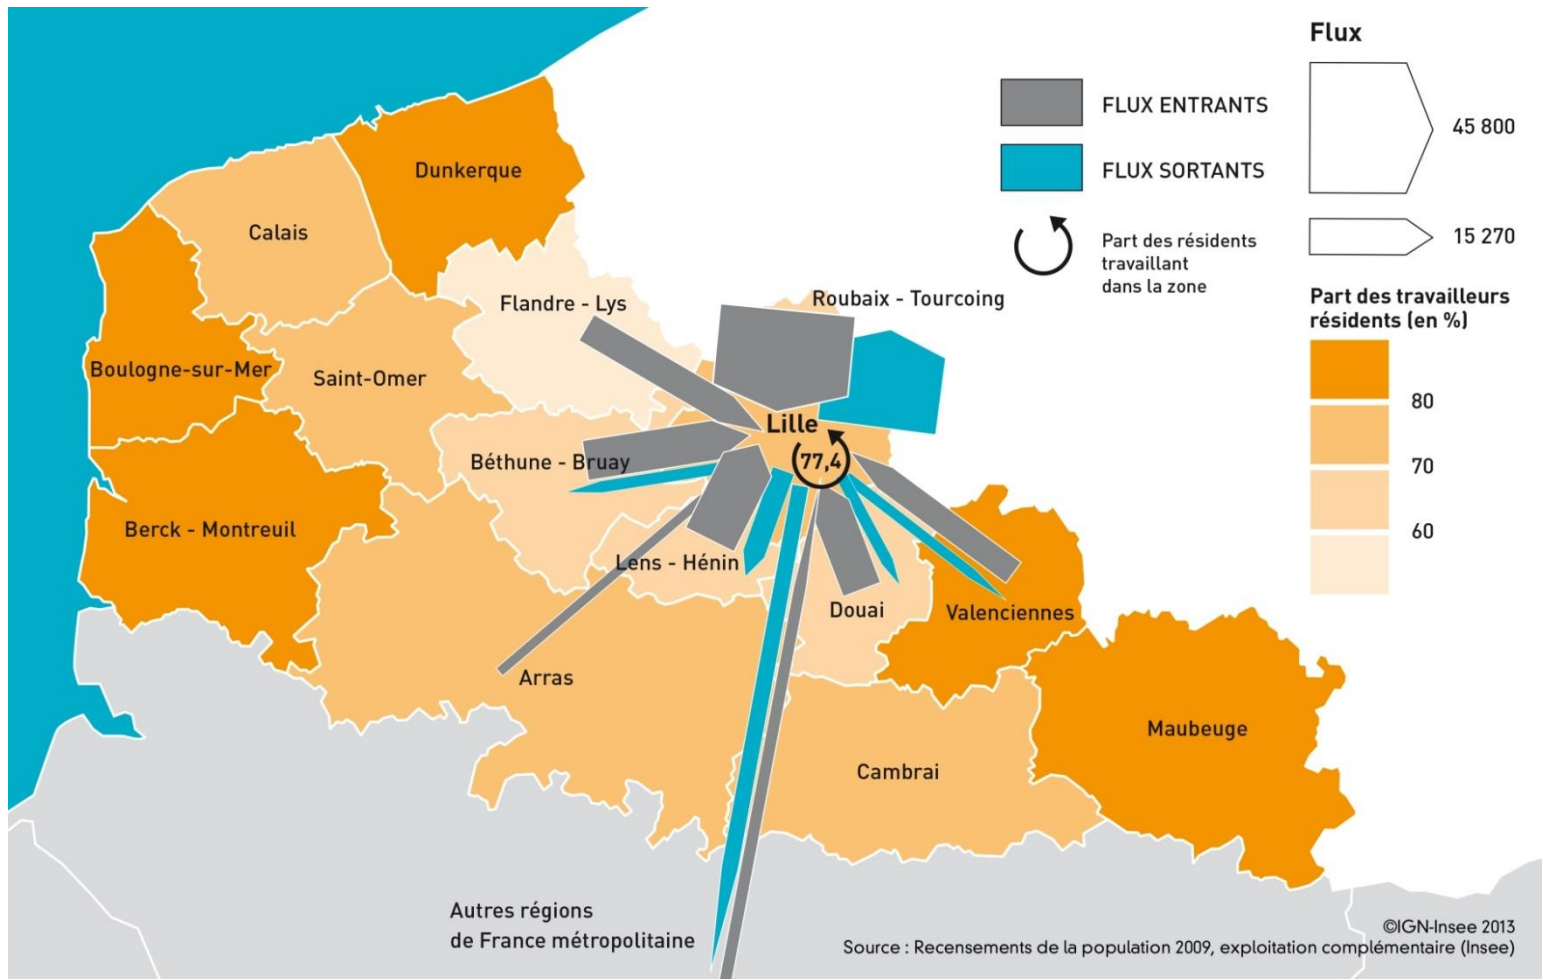 Flux
45 800
15 270
FLUX ENTRANTS
FLUX SORTANTS
Part des résidents
travaillant
dans la zone
Part des travailleurs
résidents (en %)
80
70
60
Dunkerque
Calais
Flandre - Lys
Roubaix - Tourcoing
Boulogne-sur-Mer
Saint-Omer
Lille
77,4
Béthune - Bruay
Berck - Montreuil
Lens - Hénin
Douai
Valenciennes
Arras
Maubeuge
Cambrai
Autres régions
de France métropolitaine
©IGN-Insee 2013
Source : Recensements de la population 2009, exploitation complémentaire (Insee)